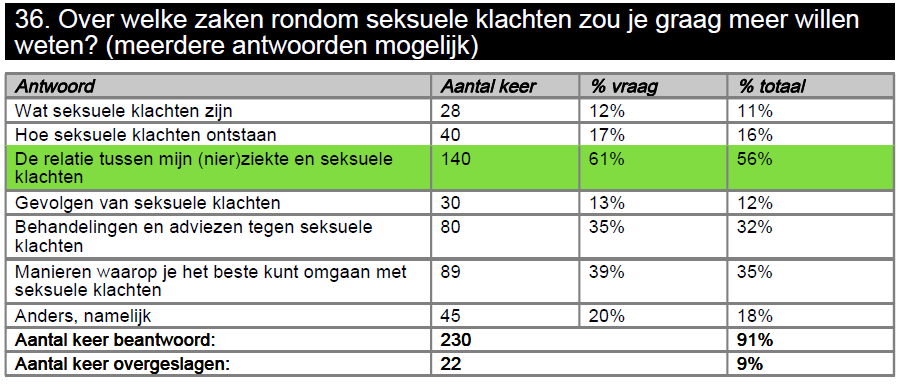 36. Over welke zaken rondom seksuele klachten zou je graag meer willen
weten? (meerdere antwoorden mogelijk)
Antwoord Aantal keer % vraag % totaal
Wat seksuele klachten zijn 28 12% 11%
Hoe seksuele klachten ontstaan 40 17% 16%
De relatie tussen mijn (nier)ziekte en seksuele 140 61% 56%
klachten
Gevolgen van seksuele klachten 30 13% 12%
Behandelingen en adviezen tegen seksuele 80 35% 32%
klachten
Manieren waarop je het beste kunt omgaan met 89 39% 35%
seksuele klachten
Anders, namelijk 45 20% 18%
Aantal keer beantwoord: 230 91%
Aantal keer overgeslagen: 22 9%